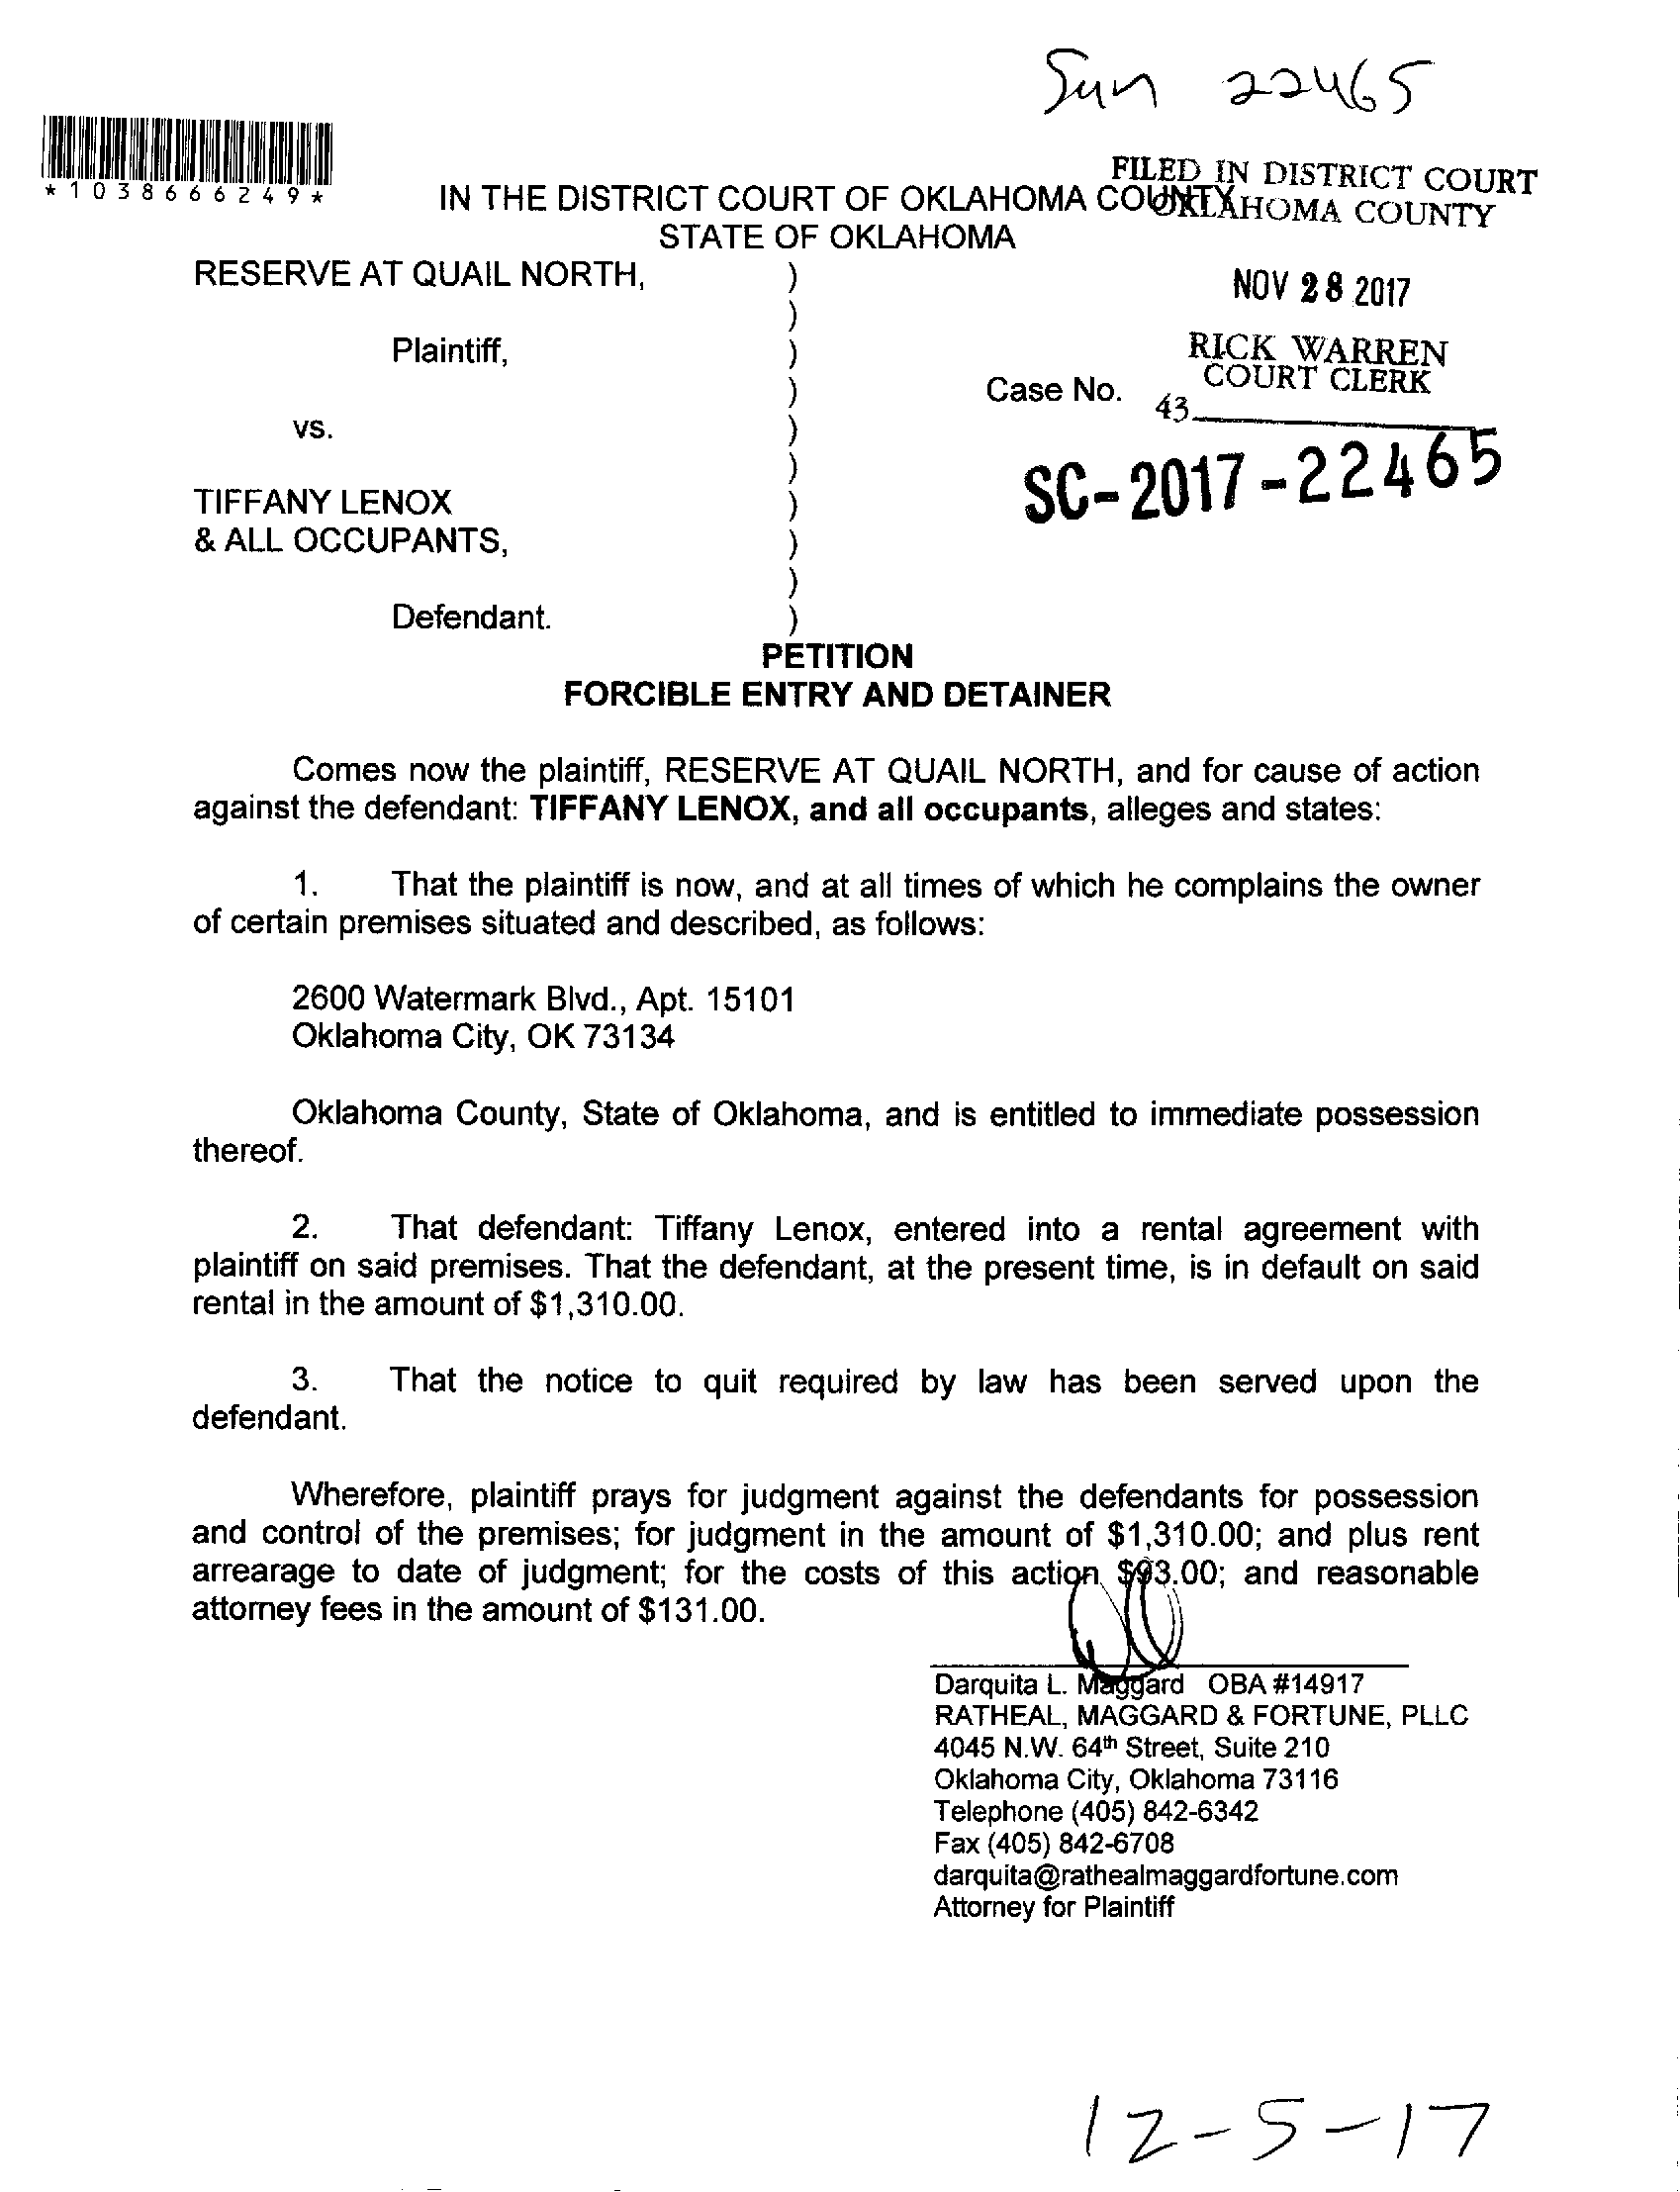 Sun 22465
*1038666249*
FILED IN DISTRICT COURT
OKLAHOMA COUNTY
IN THE DISTRICT COURT OF OKLAHOMA COUNTY
STATE OF OKLAHOMA
RESERVE AT QUAIL NORTH, )
NOV 28 2017
)
Plaintiff, )
RICK WARREN
COURT CLERK
) Case No.
43
vs. )
)
SC-2017-22465
TIFFANY LENOX )
& ALL OCCUPANTS, )
)
Defendant. )
PETITION
FORCIBLE ENTRY AND DETAINER
Comes now the plaintiff, RESERVE AT QUAIL NORTH, and for cause of action
against the defendant: TIFFANY LENOX, and all occupants, alleges and states:
1. That the plaintiff is now, and at all times of which he complains the owner
of certain premises situated and described, as follows:
2600 Watermark Blvd., Apt. 15101
Oklahoma City, OK 73134
Oklahoma County, State of Oklahoma, and is entitled to immediate possession
thereof.
2. That defendant: Tiffany Lenox, entered into a rental agreement with
plaintiff on said premises. That the defendant, at the present time, is in default on said
rental in the amount of $1,310.00.
3. That the notice to quit required by law has been served upon the
defendant.
Wherefore, plaintiff prays for judgment against the defendants for possession
and control of the premises; for judgment in the amount of $1,310.00; and plus rent
arrearage to date of judgment; for the costs of this action, $93.00; and reasonable
attorney fees in the amount of $131.00.
Darquita L. Maggard OBA #14917
RATHEAL, MAGGARD & FORTUNE, PLLC
4045 N.W. 64th Street, Suite 210
Oklahoma City, Oklahoma 73116
Telephone (405) 842-6342
Fax (405) 842-6708
darquita@rathealmaggardfortune.com
Attorney for Plaintiff
12-5-17